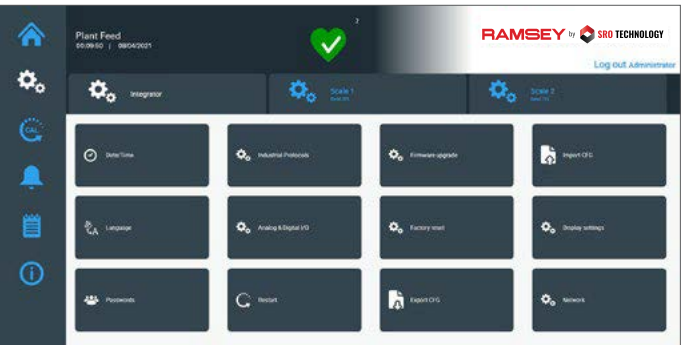 Plant Feed
00:09:50 | 08/04/2021
2
RAMSEY by SRO TECHNOLOGY
Log out Administrator
Integrator
Scale 1
Scale 2
Date/Time
Industrial Protocols
Firmware upgrade
Import CFG
Language
Analog & Digital I/O
Factory reset
Display settings
Passwords
Restart
Export CFG
Network
CAL